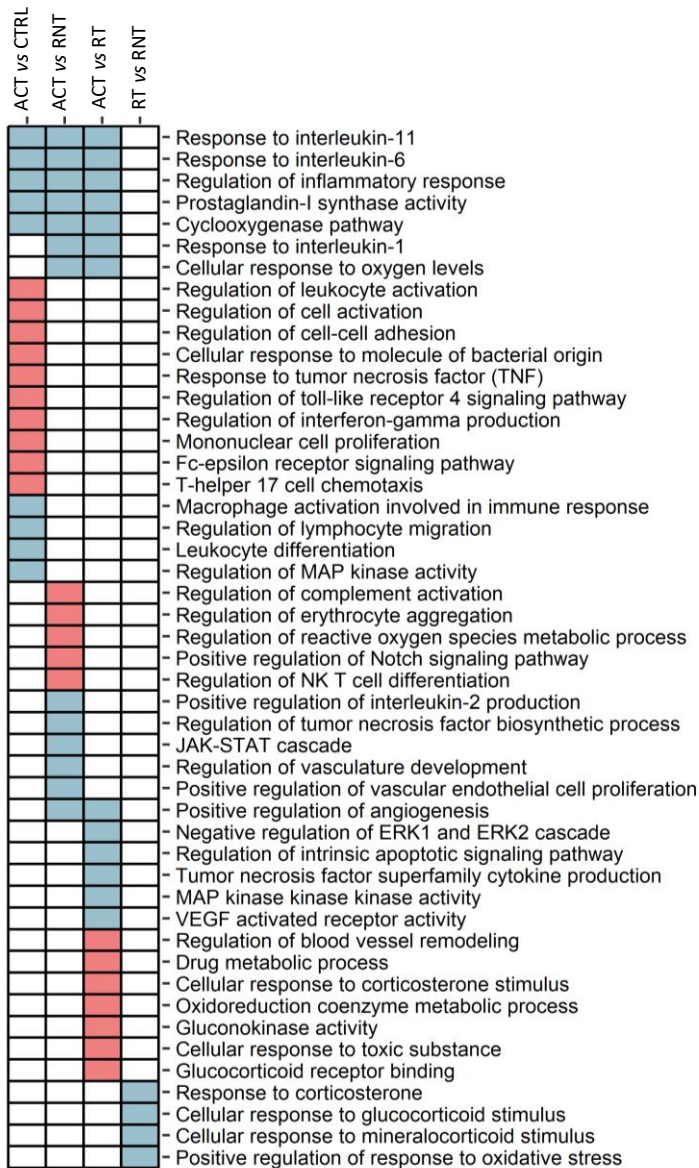 ACT vs CTRL
ACT vs RNT
ACT vs RT
RT vs RNT
Response to interleukin-11
Response to interleukin-6
Regulation of inflammatory response
Prostaglandin-I synthase activity
Cyclooxygenase pathway
Response to interleukin-1
Cellular response to oxygen levels
Regulation of leukocyte activation
Regulation of cell activation
Regulation of cell-cell adhesion
Cellular response to molecule of bacterial origin
Response to tumor necrosis factor (TNF)
Regulation of toll-like receptor 4 signaling pathway
Regulation of interferon-gamma production
Mononuclear cell proliferation
Fc-epsilon receptor signaling pathway
T-helper 17 cell chemotaxis
Macrophage activation involved in immune response
Regulation of lymphocyte migration
Leukocyte differentiation
Regulation of MAP kinase activity
Regulation of complement activation
Regulation of erythrocyte aggregation
Regulation of reactive oxygen species metabolic process
Positive regulation of Notch signaling pathway
Regulation of NK T cell differentiation
Positive regulation of interleukin-2 production
Regulation of tumor necrosis factor biosynthetic process
JAK-STAT cascade
Regulation of vasculature development
Positive regulation of vascular endothelial cell proliferation
Positive regulation of angiogenesis
Negative regulation of ERK1 and ERK2 cascade
Regulation of intrinsic apoptotic signaling pathway
Tumor necrosis factor superfamily cytokine production
MAP kinase kinase kinase activity
VEGF activated receptor activity
Regulation of blood vessel remodeling
Drug metabolic process
Cellular response to corticosterone stimulus
Oxidoreduction coenzyme metabolic process
Gluconokinase activity
Cellular response to toxic substance
Glucocorticoid receptor binding
Response to corticosterone
Cellular response to glucocorticoid stimulus
Cellular response to mineralocorticoid stimulus
Positive regulation of response to oxidative stress